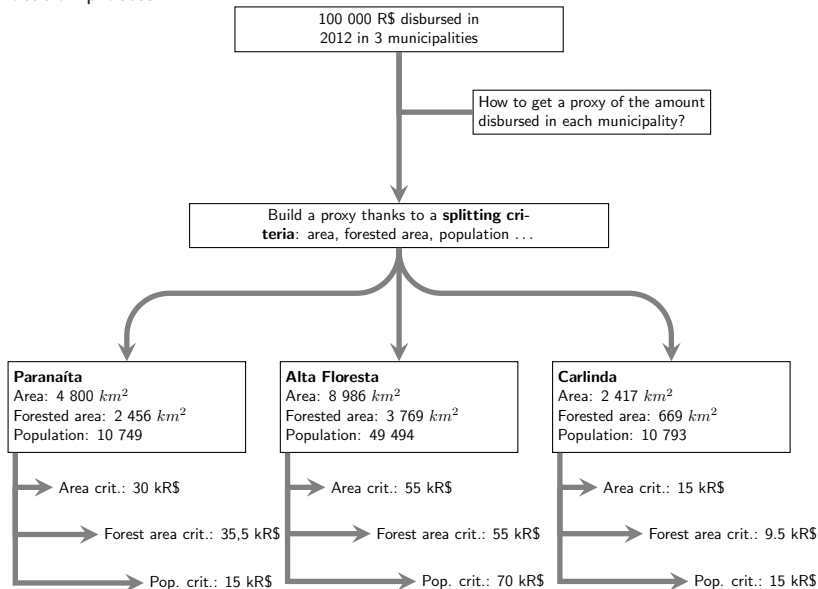 100 000 R$ disbursed in
2012 in 3 municipalities
How to get a proxy of the amount
disbursed in each municipality?
Build a proxy thanks to a splitting cri-
teria: area, forested area, population ...
Paranaíta
Area: 4 800 km²
Forested area: 2 456 km²
Population: 10 749
Area crit.: 30 kR$
Forest area crit.: 35,5 kR$
Pop. crit.: 15 kR$
Alta Floresta
Area: 8 986 km²
Forested area: 3 769 km²
Population: 49 494
Area crit.: 55 kR$
Forest area crit.: 55 kR$
Pop. crit.: 70 kR$
Carlinda
Area: 2 417 km²
Forested area: 669 km²
Population: 10 793
Area crit.: 15 kR$
Forest area crit.: 9.5 kR$
Pop. crit.: 15 kR$